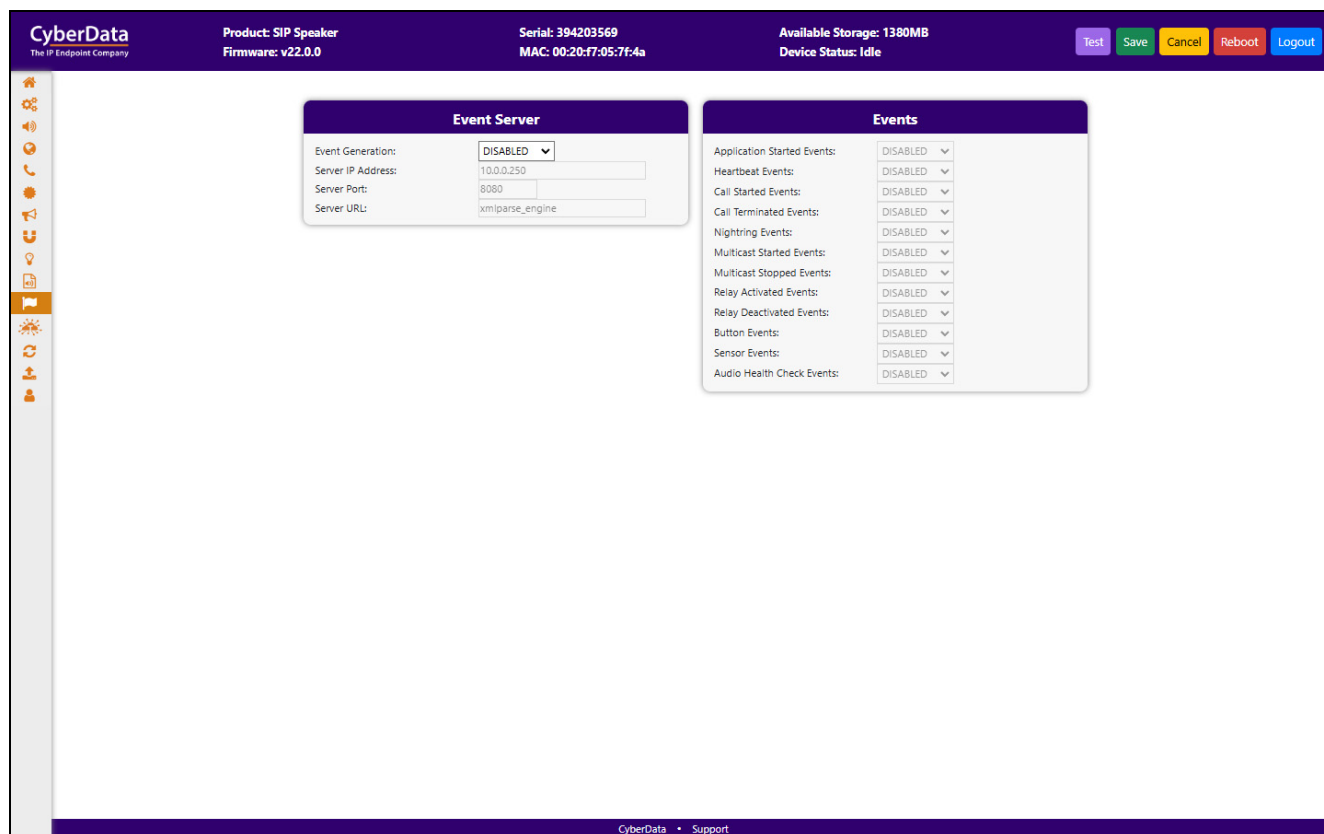 CyberData
The IP Endpoint Company
Product: SIP Speaker
Firmware: v22.0.0
Serial: 394203569
MAC: 00:20:f7:05:7f:4a
Available Storage: 1380MB
Device Status: Idle
Test Save Cancel Reboot Logout
Event Server
Event Generation: DISABLED
Server IP Address: 10.0.0.250
Server Port: 8080
Server URL: xmlparse_engine
Events
Application Started Events: DISABLED
Heartbeat Events: DISABLED
Call Started Events: DISABLED
Call Terminated Events: DISABLED
Nightring Events: DISABLED
Multicast Started Events: DISABLED
Multicast Stopped Events: DISABLED
Relay Activated Events: DISABLED
Relay Deactivated Events: DISABLED
Button Events: DISABLED
Sensor Events: DISABLED
Audio Health Check Events: DISABLED
CyberData • Support